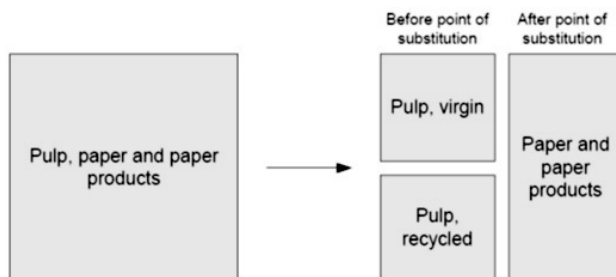 Before point of
substitution
After point of
substitution
Pulp, paper and paper
products
Pulp, virgin
Pulp,
recycled
Paper and
paper
products